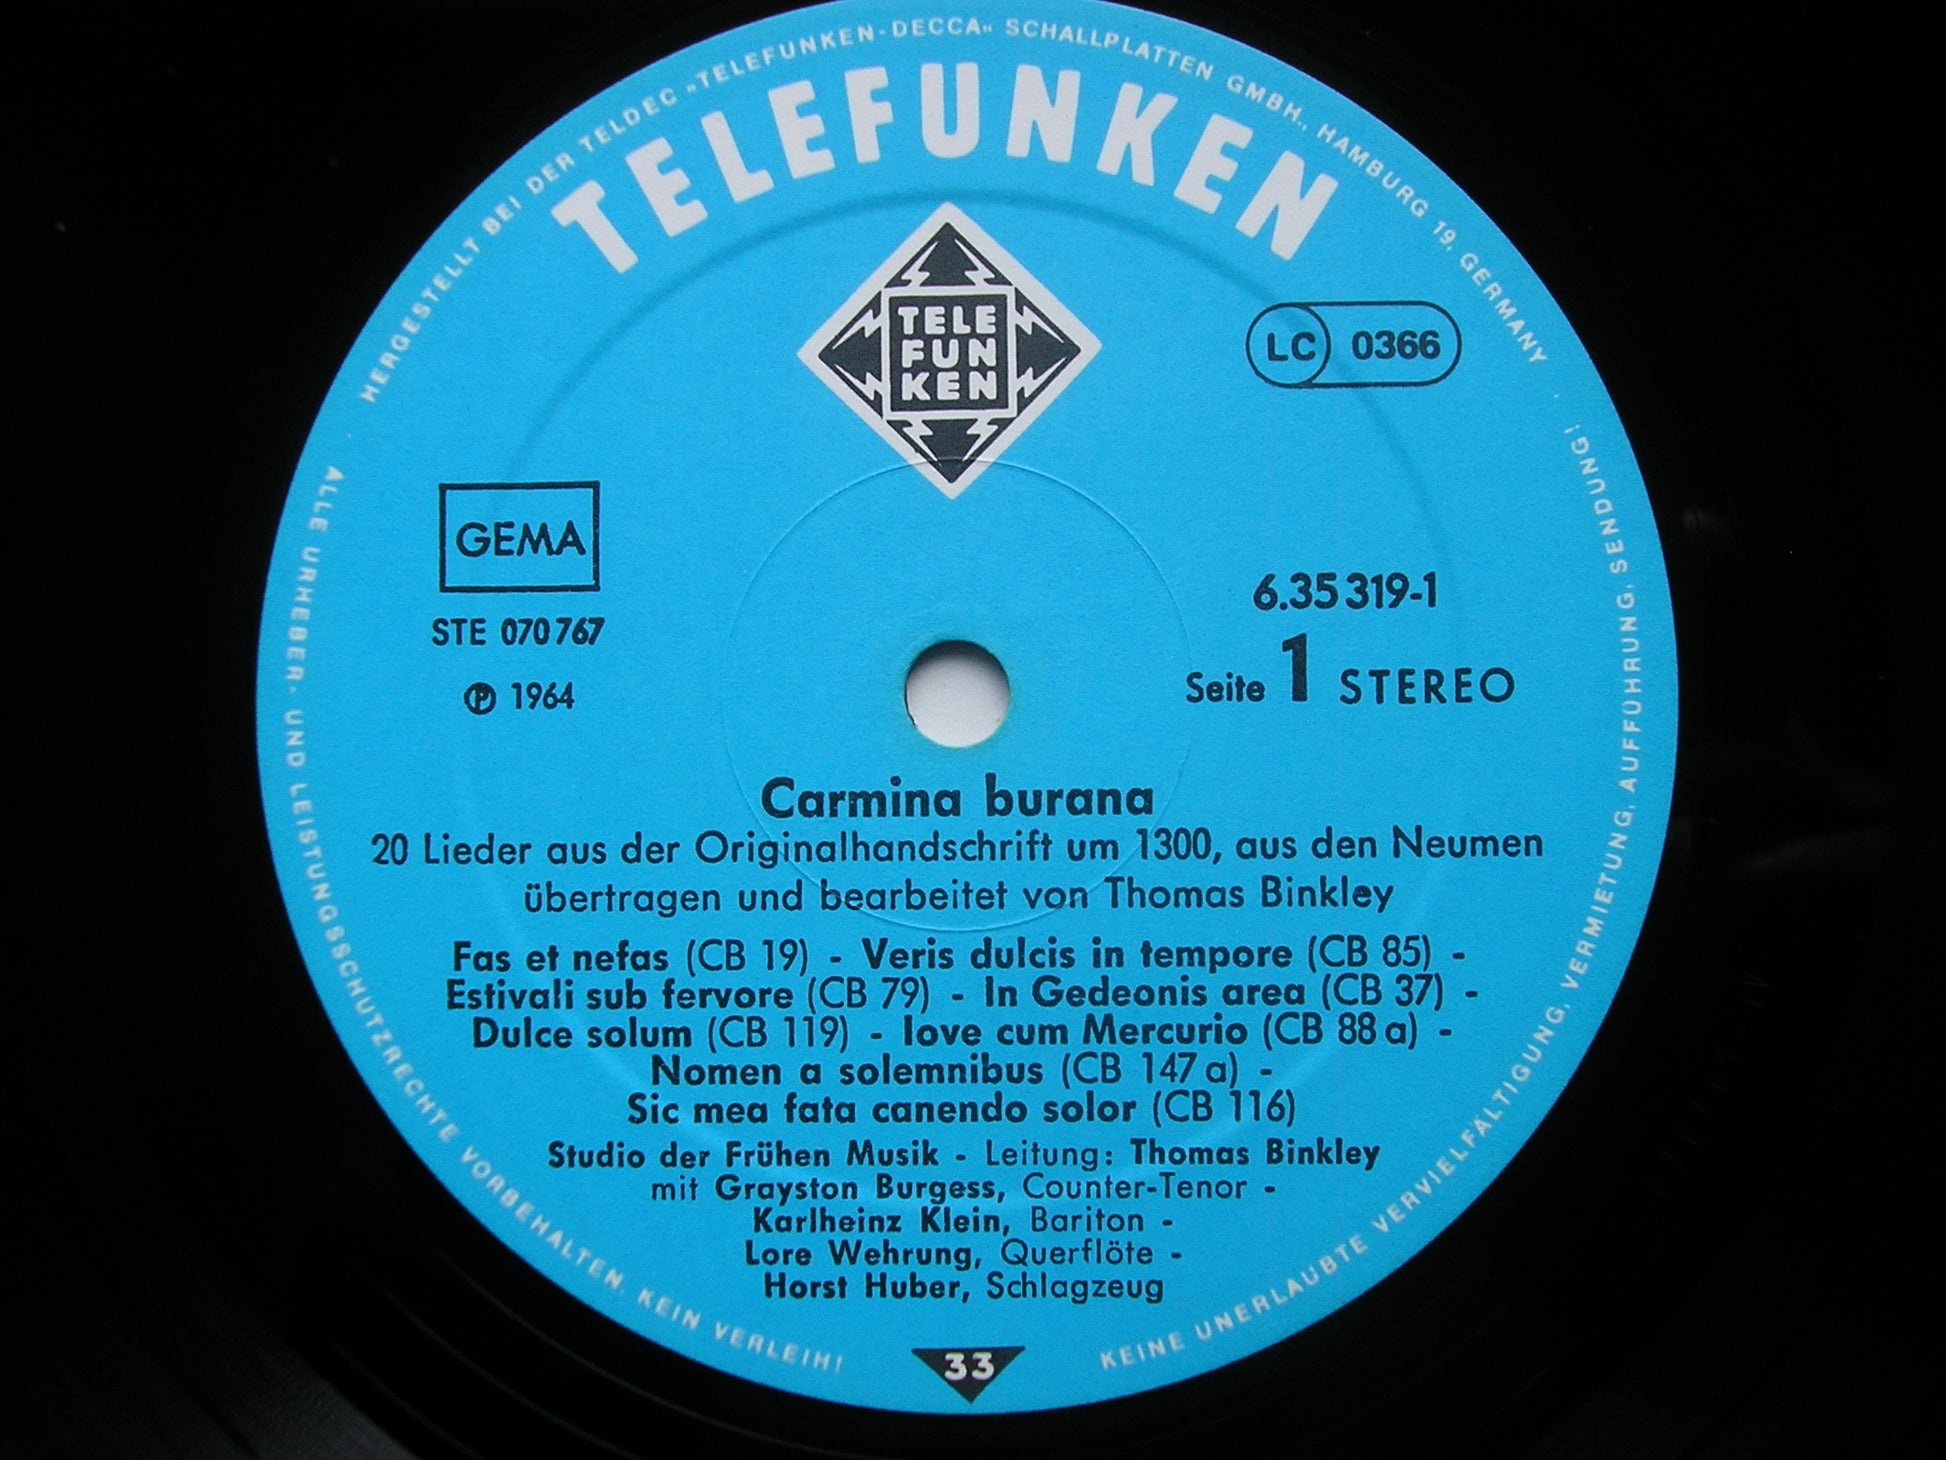 HERGESTELLT BEI DER TELDEC »TELEFUNKEN-DECCA« SCHALLPLATTEN GMBH., HAMBURG 19, GERMANY
TELEFUNKEN
TELE
FUN
KEN
LC 0366
GEMA
STE 070767
℗ 1964
6.35319-1
Seite 1 STEREO
Carmina burana
20 Lieder aus der Originalhandschrift um 1300, aus den Neumen
übertragen und bearbeitet von Thomas Binkley
Fas et nefas (CB 19) - Veris dulcis in tempore (CB 85) -
Estivali sub fervore (CB 79) - In Gedeonis area (CB 37) -
Dulce solum (CB 119) - Iove cum Mercurio (CB 88 a) -
Nomen a solemnibus (CB 147 a) -
Sic mea fata canendo solor (CB 116)
Studio der Frühen Musik - Leitung: Thomas Binkley
mit Grayston Burgess, Counter-Tenor -
Karlheinz Klein, Bariton -
Lore Wehrung, Querflöte -
Horst Huber, Schlagzeug
33
ALLE URHEBER- UND LEISTUNGSSCHUTZRECHTE VORBEHALTEN. KEIN VERLEIH!
KEINE UNERLAUBTE VERVIELFÄLTIGUNG, VERMIETUNG, AUFFÜHRUNG, SENDUNG!